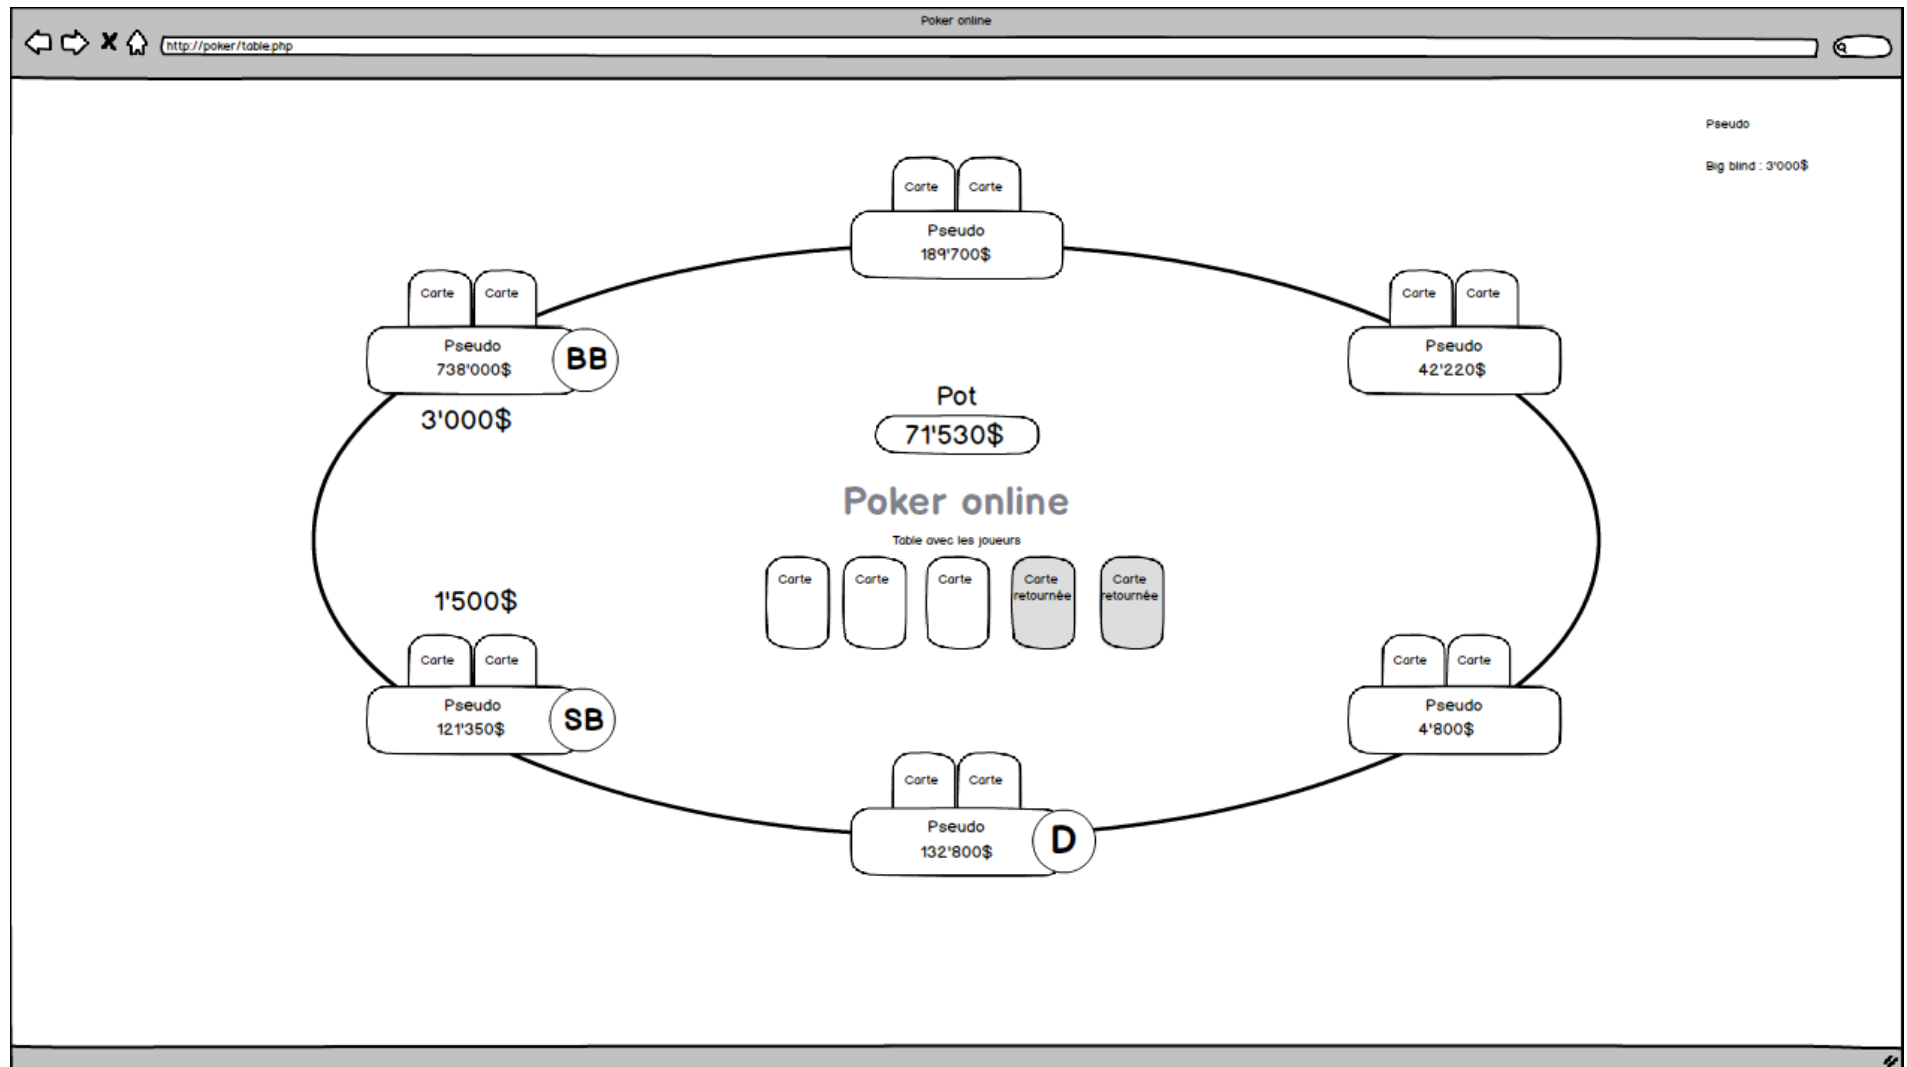 Poker online
http://poker/table.php
Pseudo
Big blind : 3'000$
Carte Carte
Pseudo
189'700$
Carte Carte
Pseudo
738'000$
BB
3'000$
Carte Carte
Pseudo
42'220$
Pot
71'530$
Poker online
Table avec les joueurs
Carte
Carte
Carte
Carte
retournée
Carte
retournée
1'500$
Carte Carte
Pseudo
121'350$
SB
Carte Carte
Pseudo
4'800$
Carte Carte
Pseudo
132'800$
D